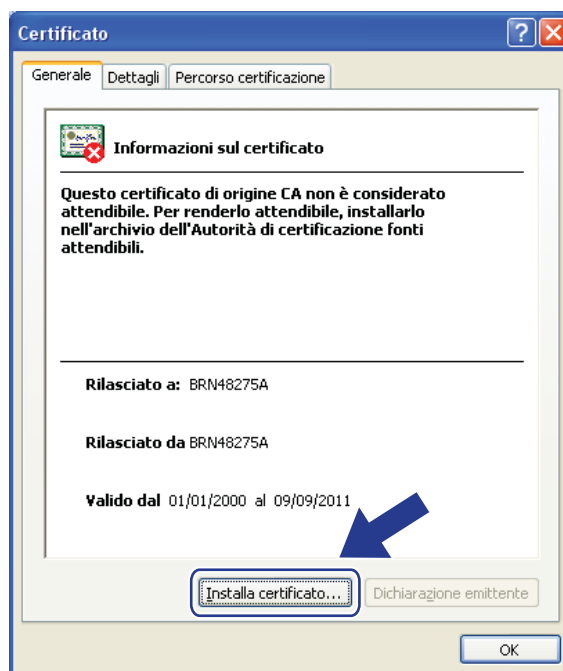 Certificato
Generale Dettagli Percorso certificazione
Informazioni sul certificato
Questo certificato di origine CA non è considerato
attendibile. Per renderlo attendibile, installarlo
nell'archivio dell'Autorità di certificazione fonti
attendibili.
Rilasciato a: BRN48275A
Rilasciato da BRN48275A
Valido dal 01/01/2000 al 09/09/2011
Installa certificato... Dichiarazione emittente
OK